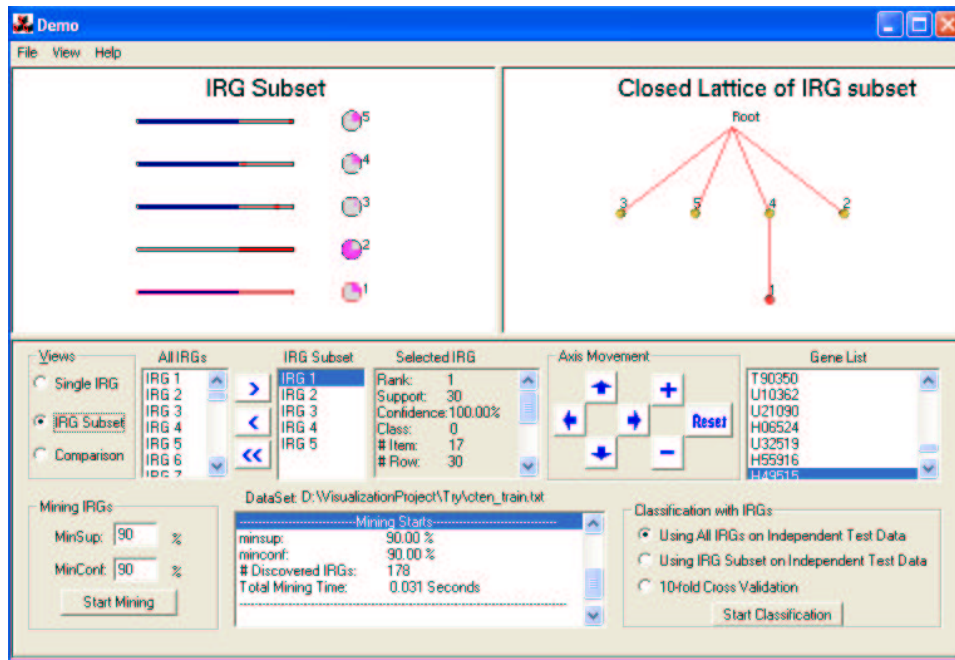 Demo
File View Help
IRG Subset
5
4
3
2
1
Closed Lattice of IRG subset
Root
3 5 4 2
1
Views
Single IRG
IRG Subset
Comparison
All IRGs
IRG 1
IRG 2
IRG 3
IRG 4
IRG 5
IRG 6
IRG 7
>
<
<<
IRG Subset
IRG 1
IRG 2
IRG 3
IRG 4
IRG 5
Selected IRG
Rank: 1
Support: 30
Confidence: 100.00%
Class: 0
# Item: 17
# Row: 30
Axis Movement
+
Reset
−
Gene List
T90350
U10362
U21090
H06524
U32519
H55916
H49515
Mining IRGs
MinSup: 90 %
MinConf: 90 %
Start Mining
DataSet: D:\VisualizationProject\Try\cten_train.txt
--------------------------Mining Starts--------------------------
minsup: 90.00 %
minconf: 90.00 %
# Discovered IRGs: 178
Total Mining Time: 0.031 Seconds
Classification with IRGs
Using All IRGs on Independent Test Data
Using IRG Subset on Independent Test Data
10-fold Cross Validation
Start Classification